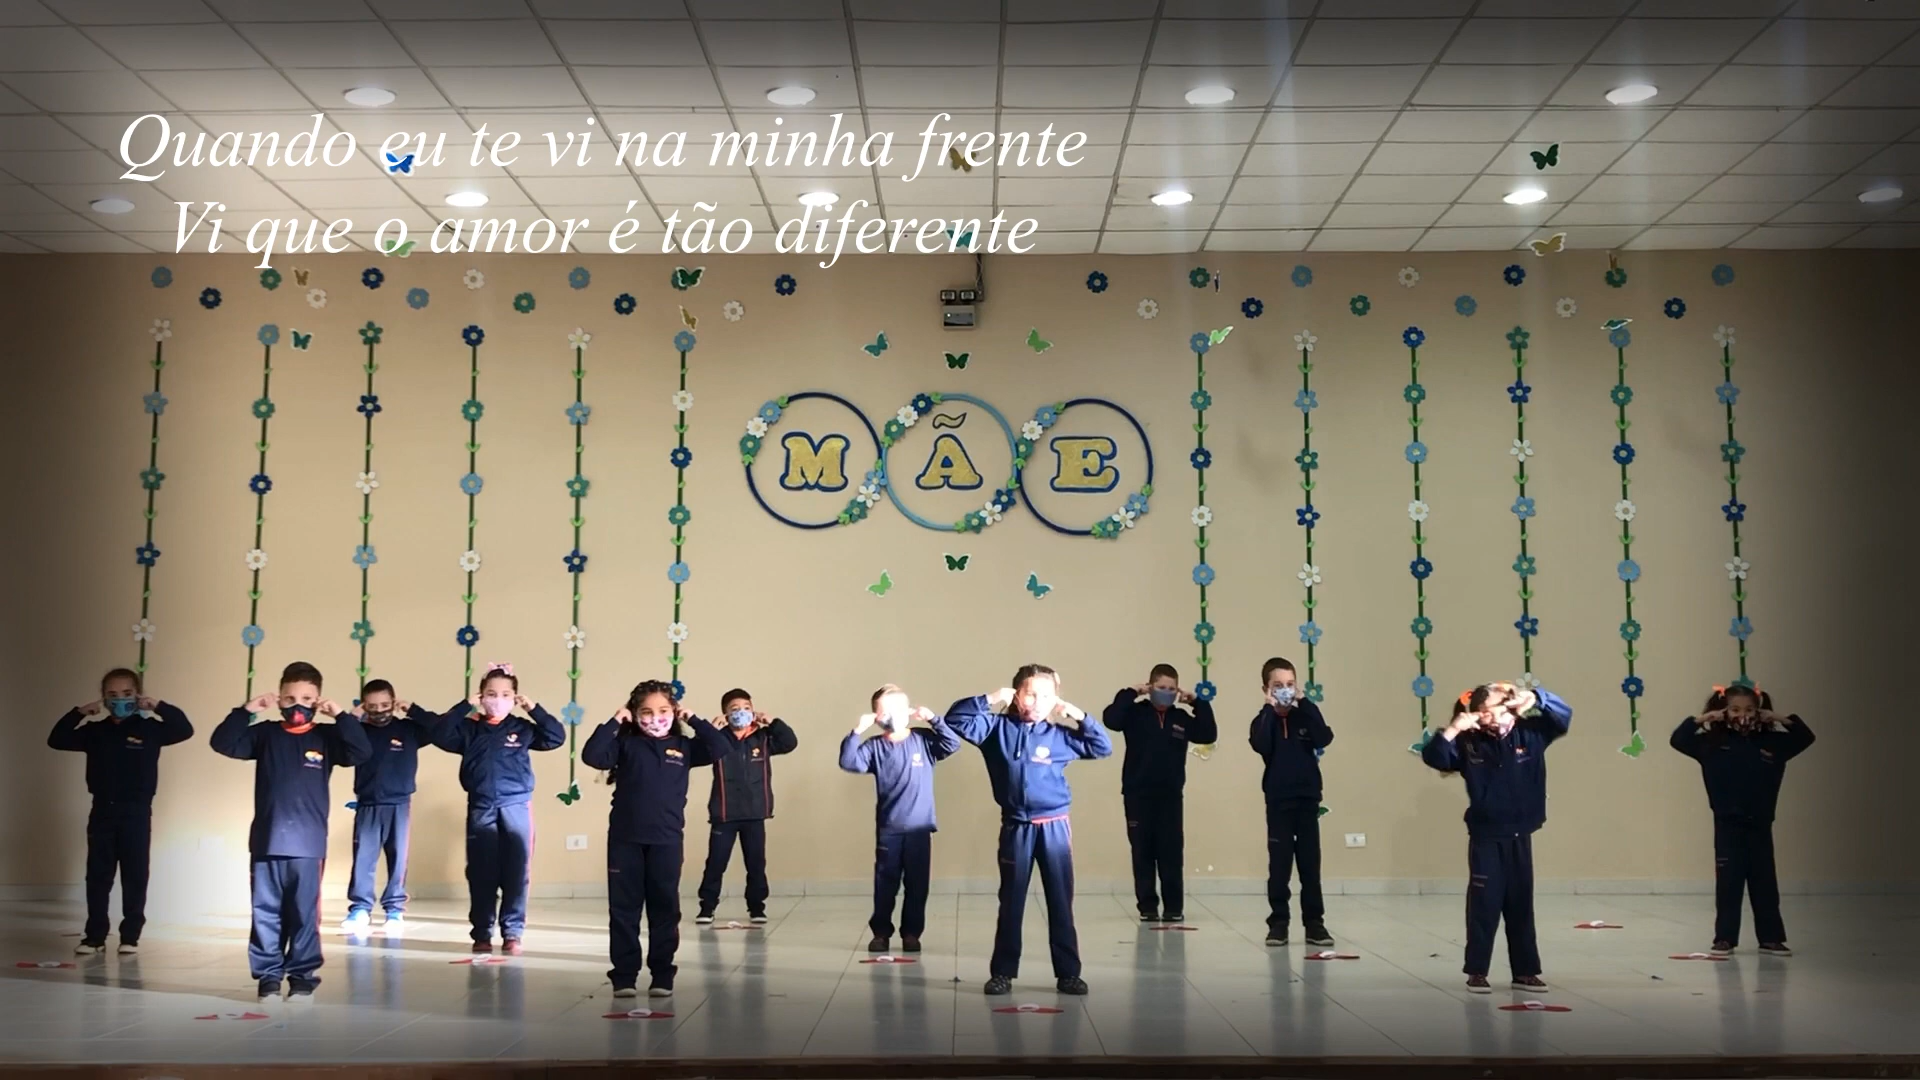 Quando eu te vi na minha frente
Vi que o amor é tão diferente
MÃE